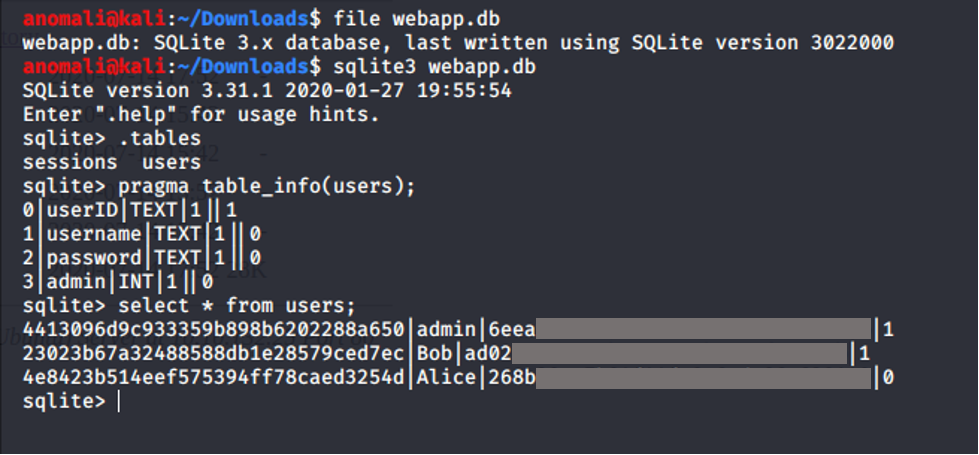 anomali@kali:~/Downloads$ file webapp.db
webapp.db: SQLite 3.x database, last written using SQLite version 3022000
anomali@kali:~/Downloads$ sqlite3 webapp.db
SQLite version 3.31.1 2020-01-27 19:55:54
Enter ".help" for usage hints.
sqlite> .tables
sessions  users
sqlite> pragma table_info(users);
0|userID|TEXT|1||1
1|username|TEXT|1||0
2|password|TEXT|1||0
3|admin|INT|1||0
sqlite> select * from users;
4413096d9c933359b898b6202288a650|admin|6eea|1
23023b67a32488588db1e28579ced7ec|Bob|ad02|1
4e8423b514eef575394ff78caed3254d|Alice|268b|0
sqlite>